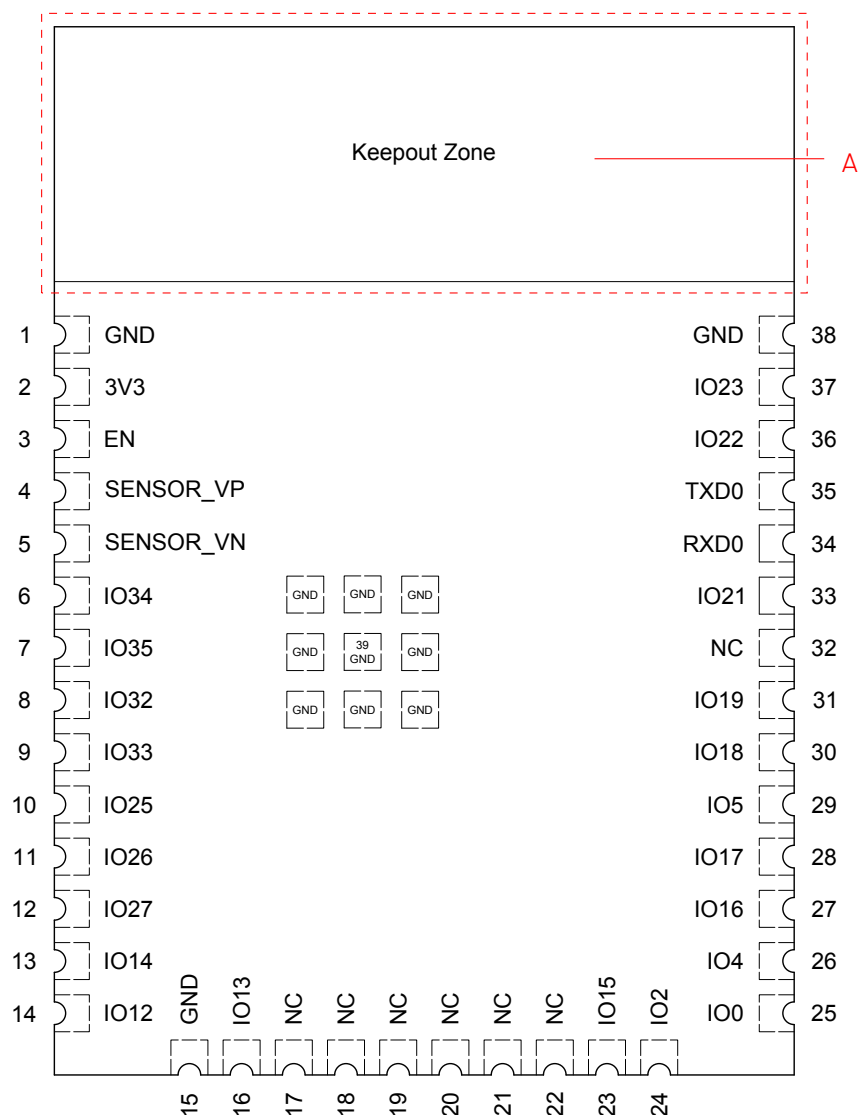 Keepout Zone
A
1 GND GND 38
2 3V3 IO23 37
3 EN IO22 36
4 SENSOR_VP TXD0 35
5 SENSOR_VN RXD0 34
6 IO34 GND GND GND IO21 33
7 IO35 GND 39 GND GND NC 32
8 IO32 GND GND GND IO19 31
9 IO33 IO18 30
10 IO25 IO5 29
11 IO26 IO17 28
12 IO27 IO16 27
13 IO14 IO4 26
14 IO12 IO0 25
GND IO13 NC NC NC NC NC NC IO15 IO2
15 16 17 18 19 20 21 22 23 24